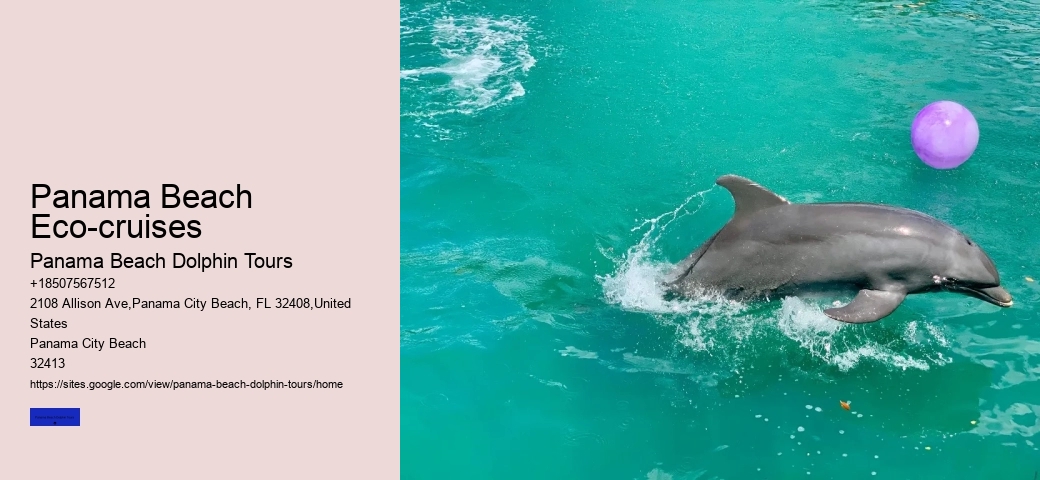 Panama Beach
Eco-cruises
Panama Beach Dolphin Tours
+18507567512
2108 Allison Ave,Panama City Beach, FL 32408,United
States
Panama City Beach
32413
https://sites.google.com/view/panama-beach-dolphin-tours/home